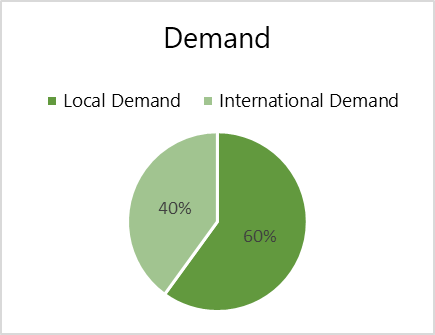 Demand
Local Demand International Demand
40%
60%